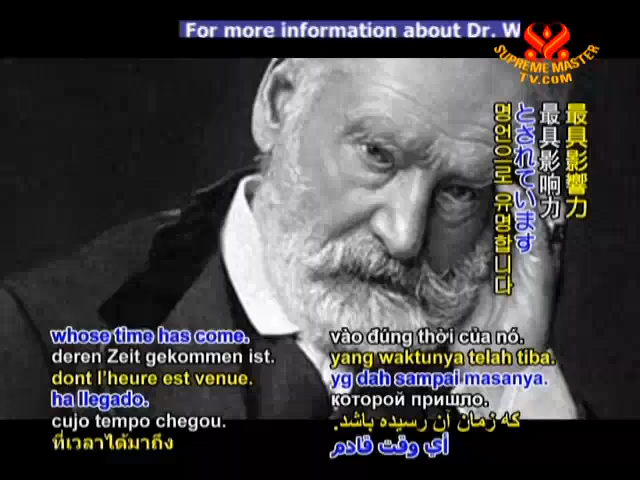 For more information about Dr. W
SUPREME MASTER
TV.COM
最具影響力
最具影响力
とされています
명언으로 유명합니다
whose time has come.
deren Zeit gekommen ist.
dont l'heure est venue.
ha llegado.
cujo tempo chegou.
ที่เวลาได้มาถึง
vào đúng thời của nó.
yang waktunya telah tiba.
yg dah sampai masanya.
которой пришло.
که زمان آن رسیده باشد.
أي وقت قادم